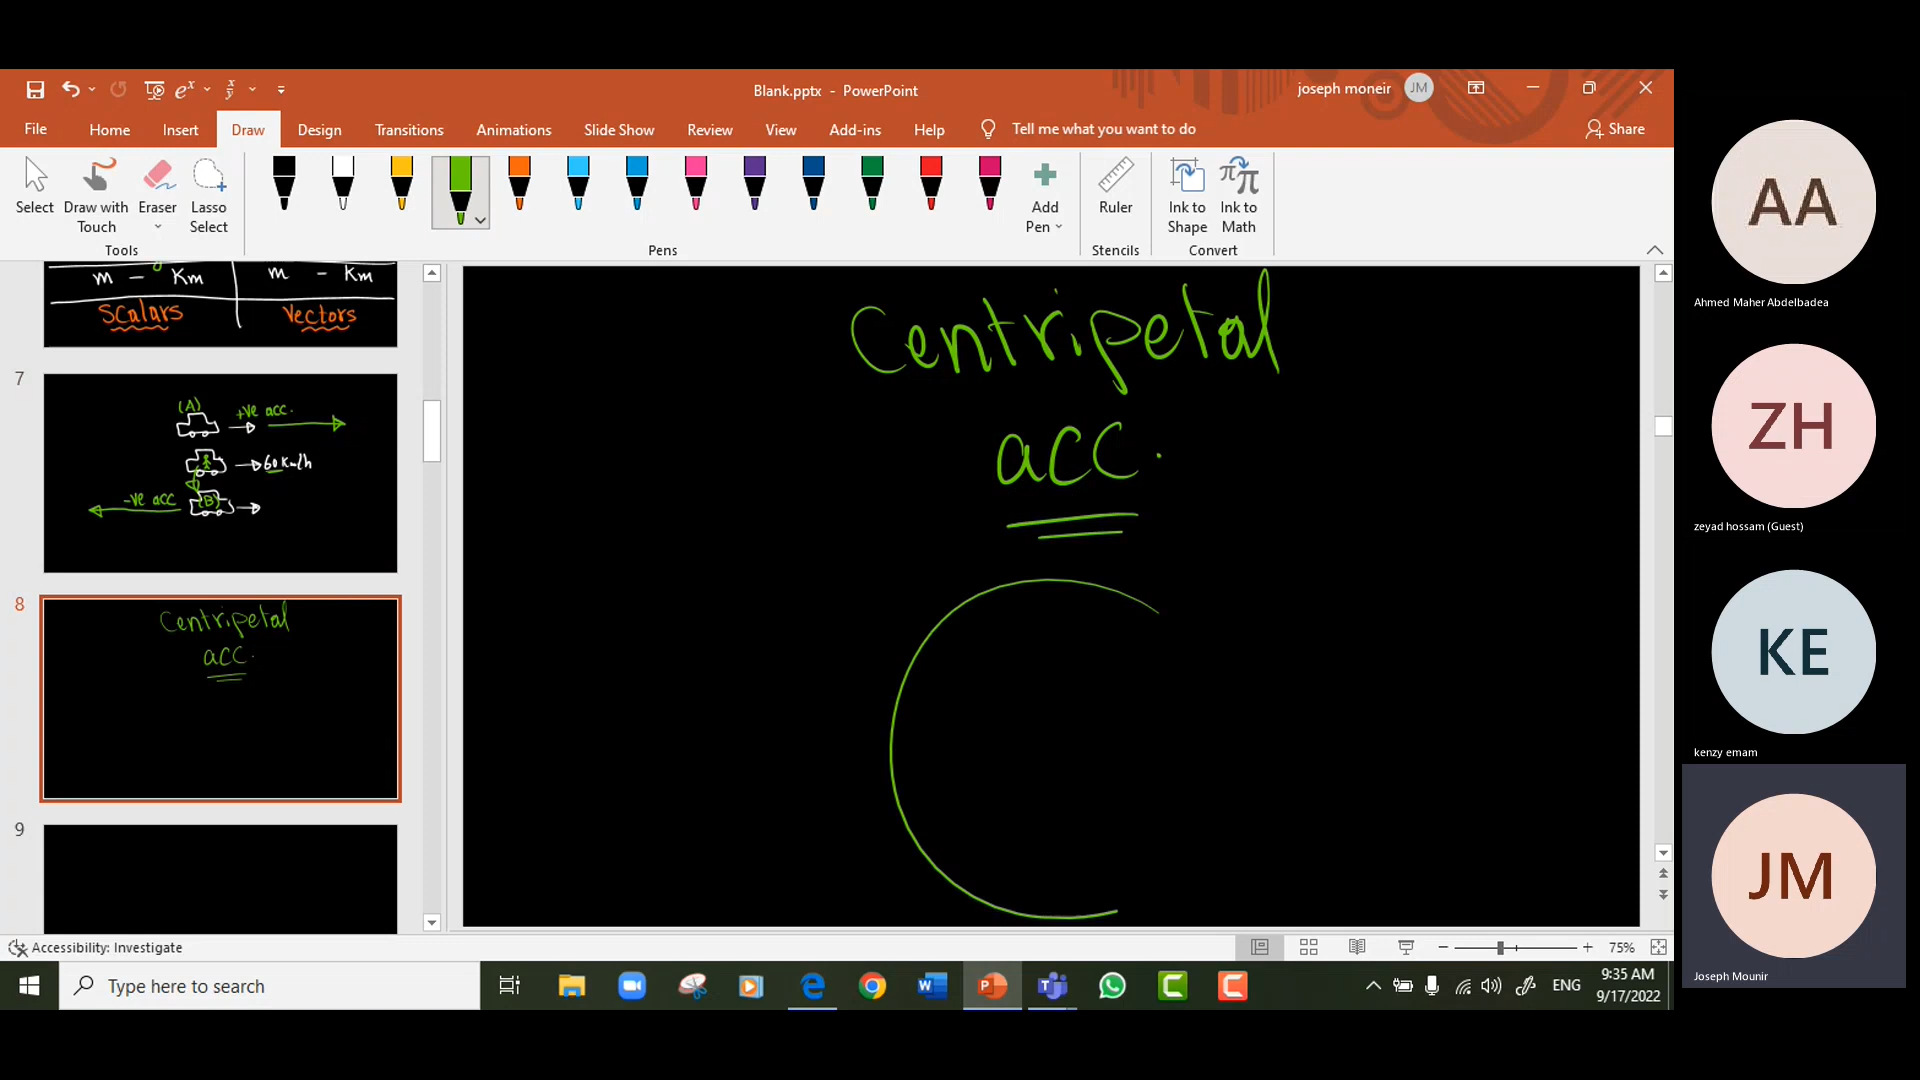 Blank.pptx - PowerPoint
joseph moneir
JM
File
Home
Insert
Draw
Design
Transitions
Animations
Slide Show
Review
View
Add-ins
Help
Tell me what you want to do
Share
Select
Draw with
Touch
Eraser
Lasso
Select
Add
Pen
Ruler
Ink to
Shape
Ink to
Math
Tools
Pens
Stencils
Convert
m - Km
m - Km
Scalars
Vectors
7
(A)
+ve acc.
60 Km/h
-ve acc
(B)
8
Centripetal
acc.
9
Centripetal
acc.
Accessibility: Investigate
75%
Type here to search
ENG
9:35 AM
9/17/2022
AA
Ahmed Maher Abdelbadea
ZH
zeyad hossam (Guest)
KE
kenzy emam
JM
Joseph Mounir